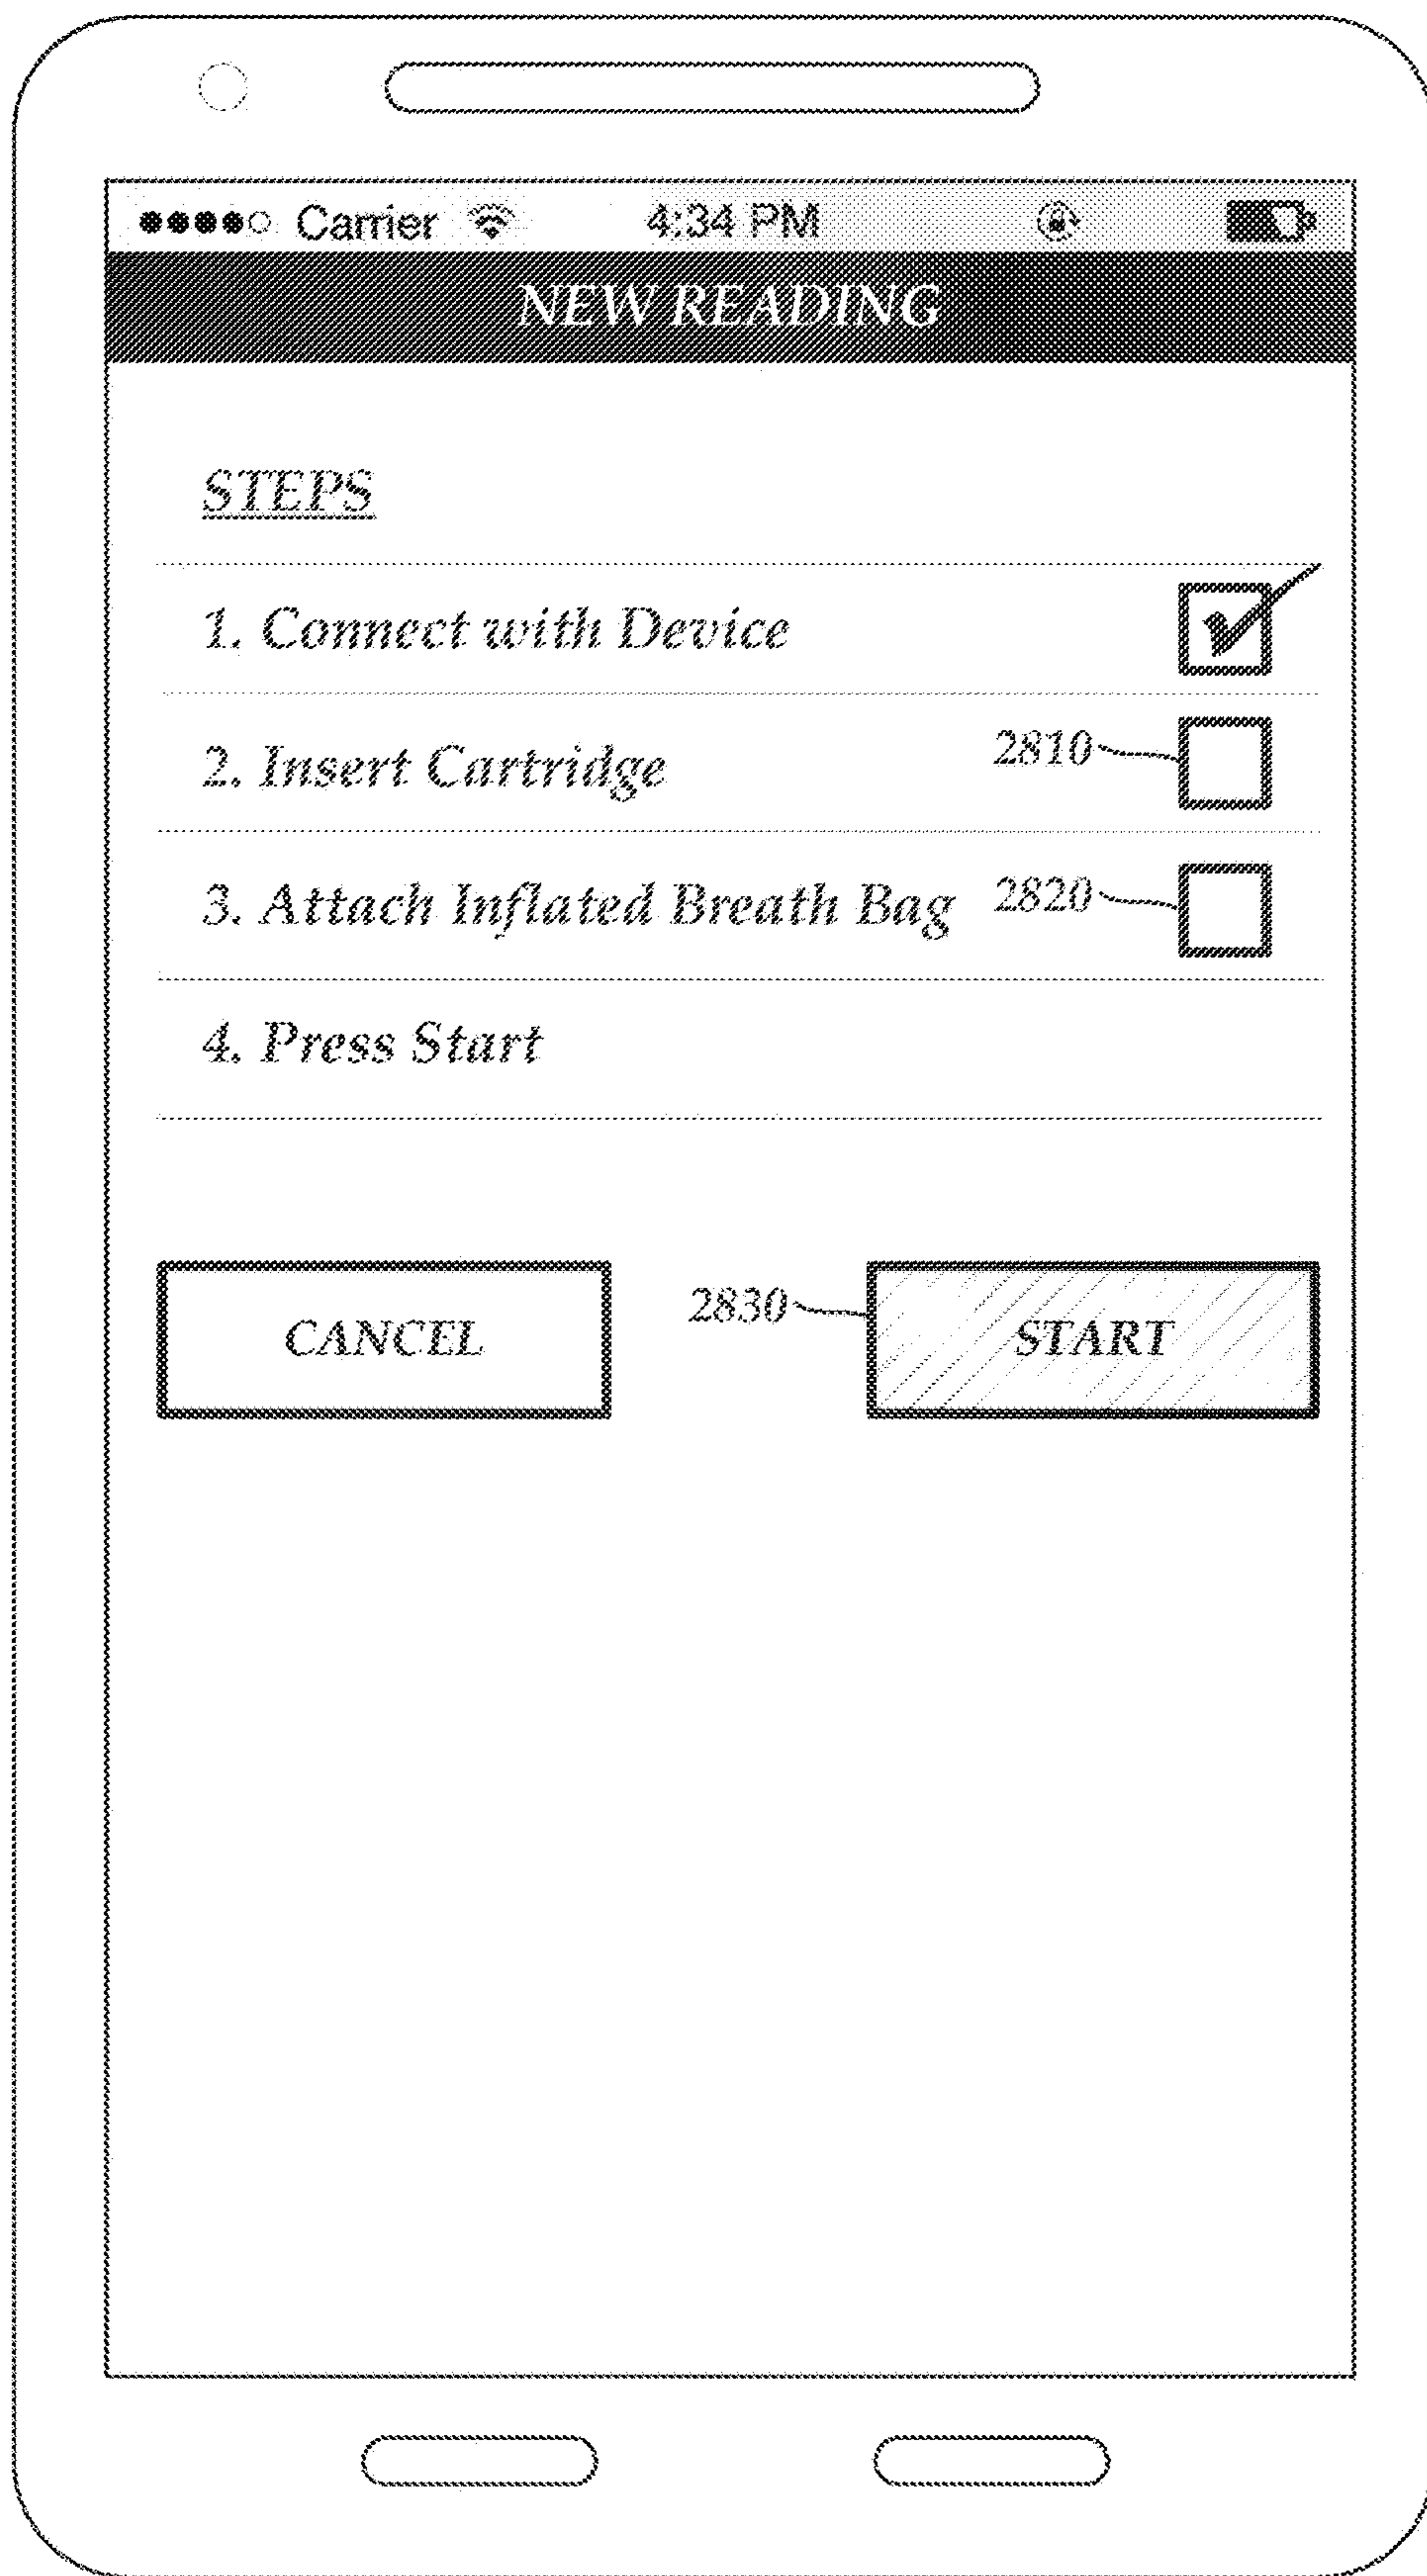 Carrier 4:34 PM
NEW READING
STEPS
1. Connect with Device
2. Insert Cartridge 2810
3. Attach Inflated Breath Bag 2820
4. Press Start
CANCEL 2830 START